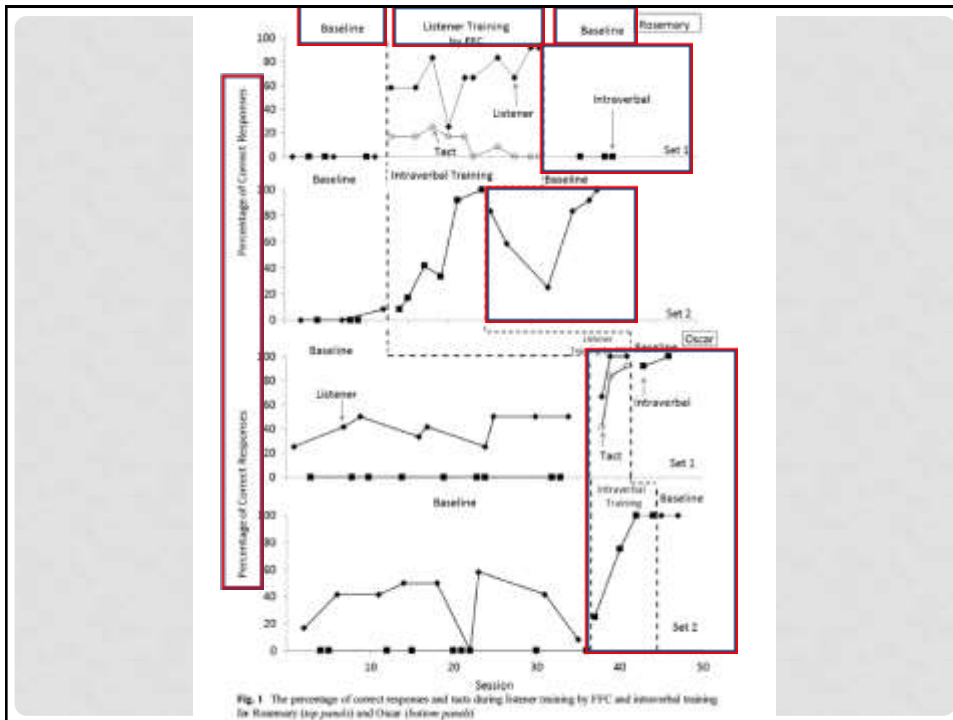 Baseline
Listener Training
by FFC
Baseline
Rosemary
Percentage of Correct Responses
100
80
60
40
20
0
Listener
Tact
Intraverbal
Set 1
Baseline
Intraverbal Training
Baseline
100
80
60
40
20
0
Set 2
Baseline
Listener
Baseline
Oscar
Percentage of Correct Responses
100
80
60
40
20
0
Listener
Tact
Intraverbal
Set 1
Baseline
Intraverbal
Training
Baseline
100
80
60
40
20
0
Set 2
10
20
30
40
50
Session
Fig. 1 The percentage of correct responses and tacts during listener training by FFC and intraverbal training
for Rosemary (top panels) and Oscar (bottom panels)